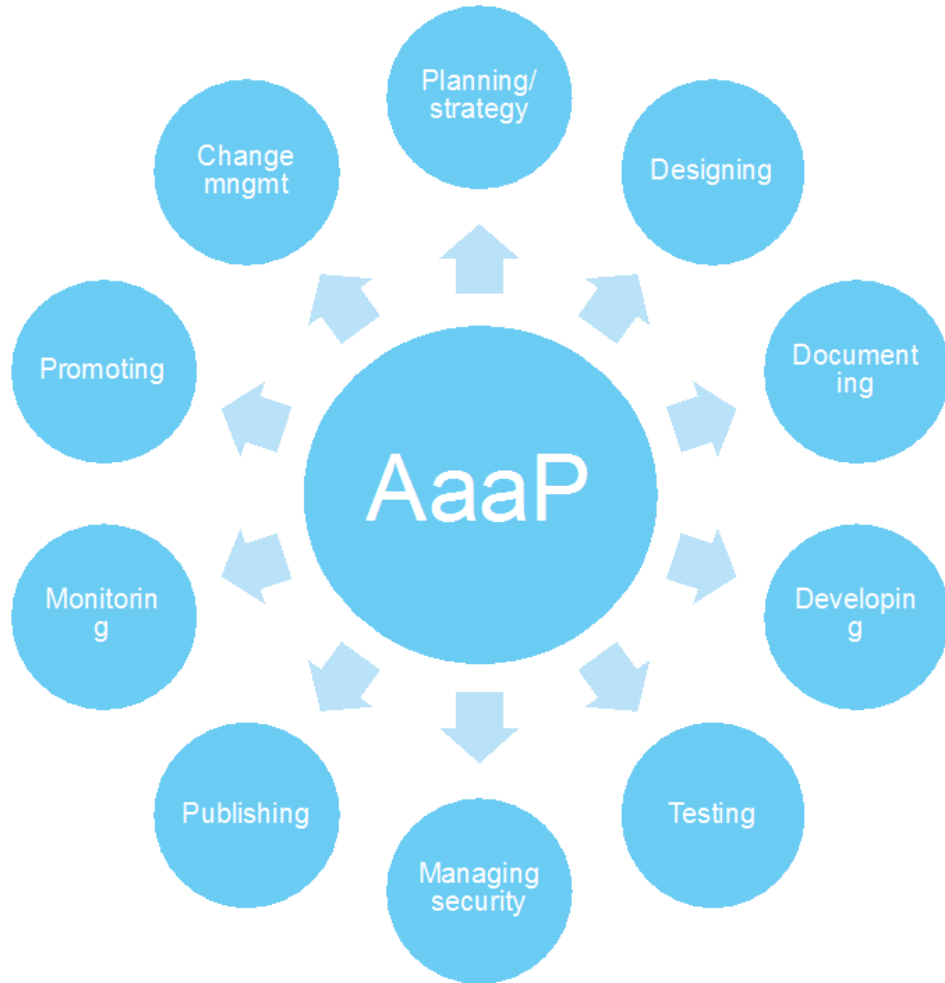 Planning/
strategy
Designing
Document
ing
Developin
g
Testing
Managing
security
Publishing
Monitorin
g
Promoting
Change
mngmt
AaaP